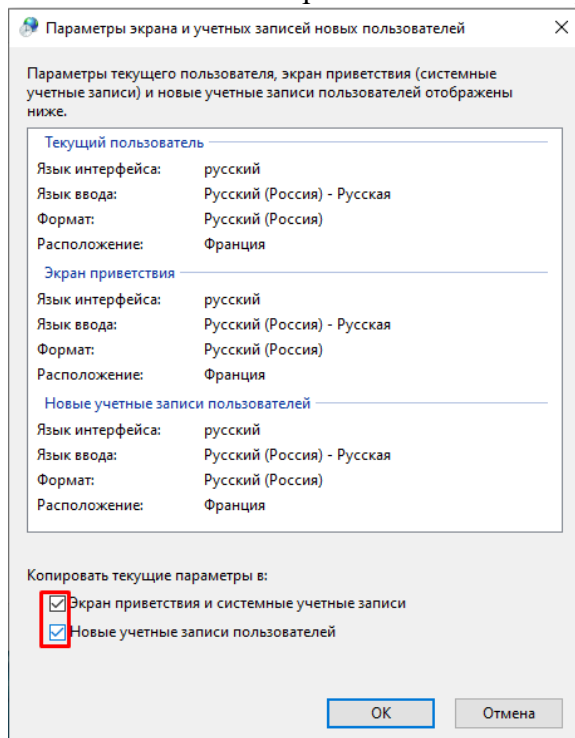 Параметры экрана и учетных записей новых пользователей
Параметры текущего пользователя, экран приветствия (системные
учетные записи) и новые учетные записи пользователей отображены
ниже.
Текущий пользователь
Язык интерфейса: русский
Язык ввода: Русский (Россия) - Русская
Формат: Русский (Россия)
Расположение: Франция
Экран приветствия
Язык интерфейса: русский
Язык ввода: Русский (Россия) - Русская
Формат: Русский (Россия)
Расположение: Франция
Новые учетные записи пользователей
Язык интерфейса: русский
Язык ввода: Русский (Россия) - Русская
Формат: Русский (Россия)
Расположение: Франция
Копировать текущие параметры в:
Экран приветствия и системные учетные записи
Новые учетные записи пользователей
ОК Отмена